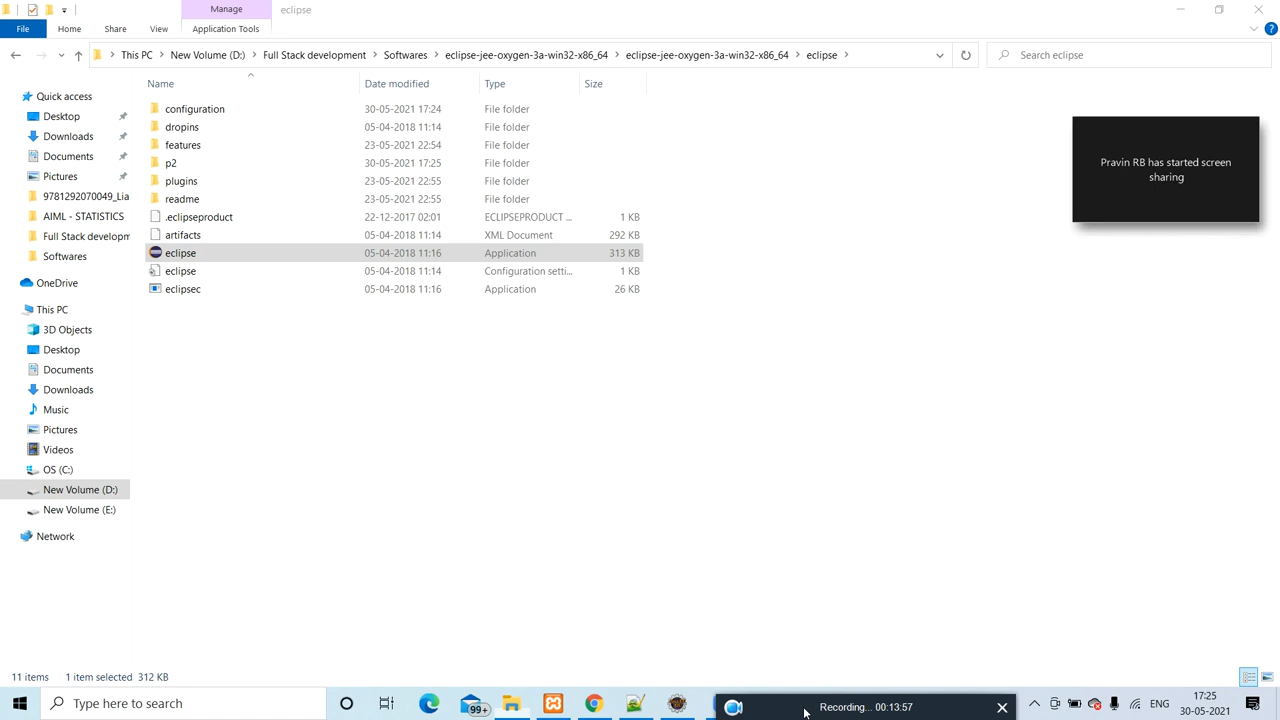 Manage
eclipse
File
Home
Share
View
Application Tools
This PC
New Volume (D:)
Full Stack development
Softwares
eclipse-jee-oxygen-3a-win32-x86_64
eclipse-jee-oxygen-3a-win32-x86_64
eclipse
Search eclipse
Name
Date modified
Type
Size
configuration 30-05-2021 17:24 File folder
dropins 05-04-2018 11:14 File folder
features 23-05-2021 22:54 File folder
p2 30-05-2021 17:25 File folder
plugins 23-05-2021 22:55 File folder
readme 23-05-2021 22:55 File folder
.eclipseproduct 22-12-2017 02:01 ECLIPSEPRODUCT ... 1 KB
artifacts 05-04-2018 11:14 XML Document 292 KB
eclipse 05-04-2018 11:16 Application 313 KB
eclipse 05-04-2018 11:14 Configuration setti... 1 KB
eclipsec 05-04-2018 11:16 Application 26 KB
Quick access
Desktop
Downloads
Documents
Pictures
9781292070049_Lia
AIML - STATISTICS
Full Stack developm
Softwares
OneDrive
This PC
3D Objects
Desktop
Documents
Downloads
Music
Pictures
Videos
OS (C:)
New Volume (D:)
New Volume (E:)
Network
Pravin RB has started screen
sharing
11 items 1 item selected 312 KB
Type here to search
99+
Recording... 00:13:57
ENG
17:25
30-05-2021